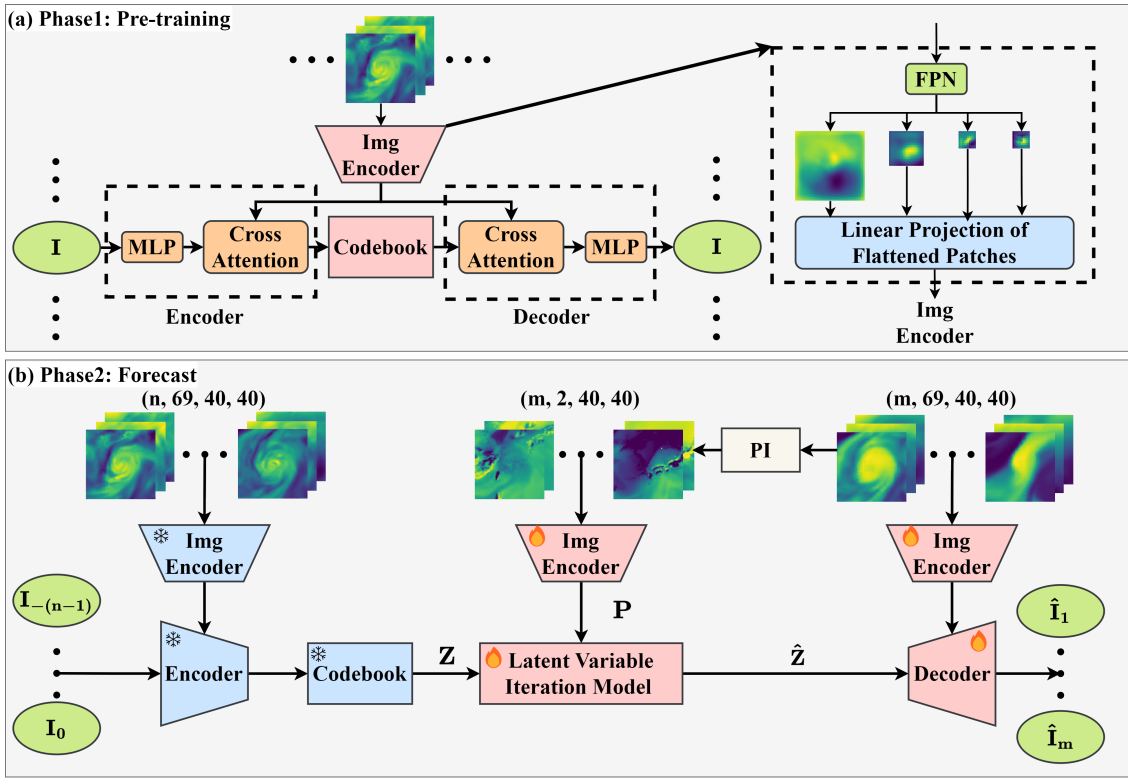 (a) Phase1: Pre-training
Img
Encoder
I
MLP
Cross
Attention
Codebook
Cross
Attention
MLP
I
Encoder
Decoder
FPN
Linear Projection of
Flattened Patches
Img
Encoder
(b) Phase2: Forecast
(n, 69, 40, 40)
(m, 2, 40, 40)
(m, 69, 40, 40)
PI
Img
Encoder
Img
Encoder
Img
Encoder
I₋₍ₙ₋₁₎
P
Î₁
Encoder
Codebook
Z
Latent Variable
Iteration Model
Ẑ
Decoder
I₀
Îₘ